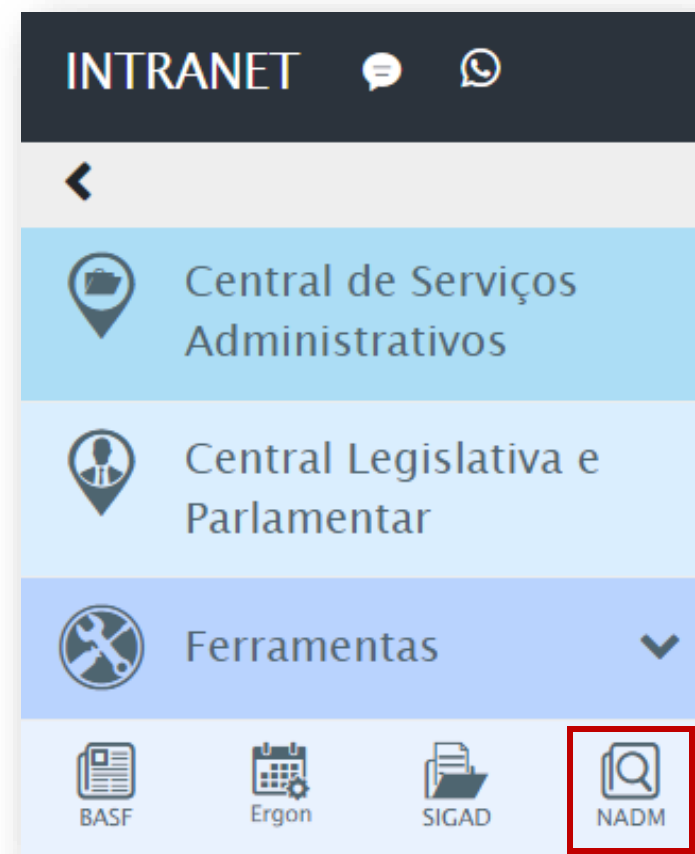 INTRANET
Central de Serviços
Administrativos
Central Legislativa e
Parlamentar
Ferramentas
BASF Ergon SIGAD NADM